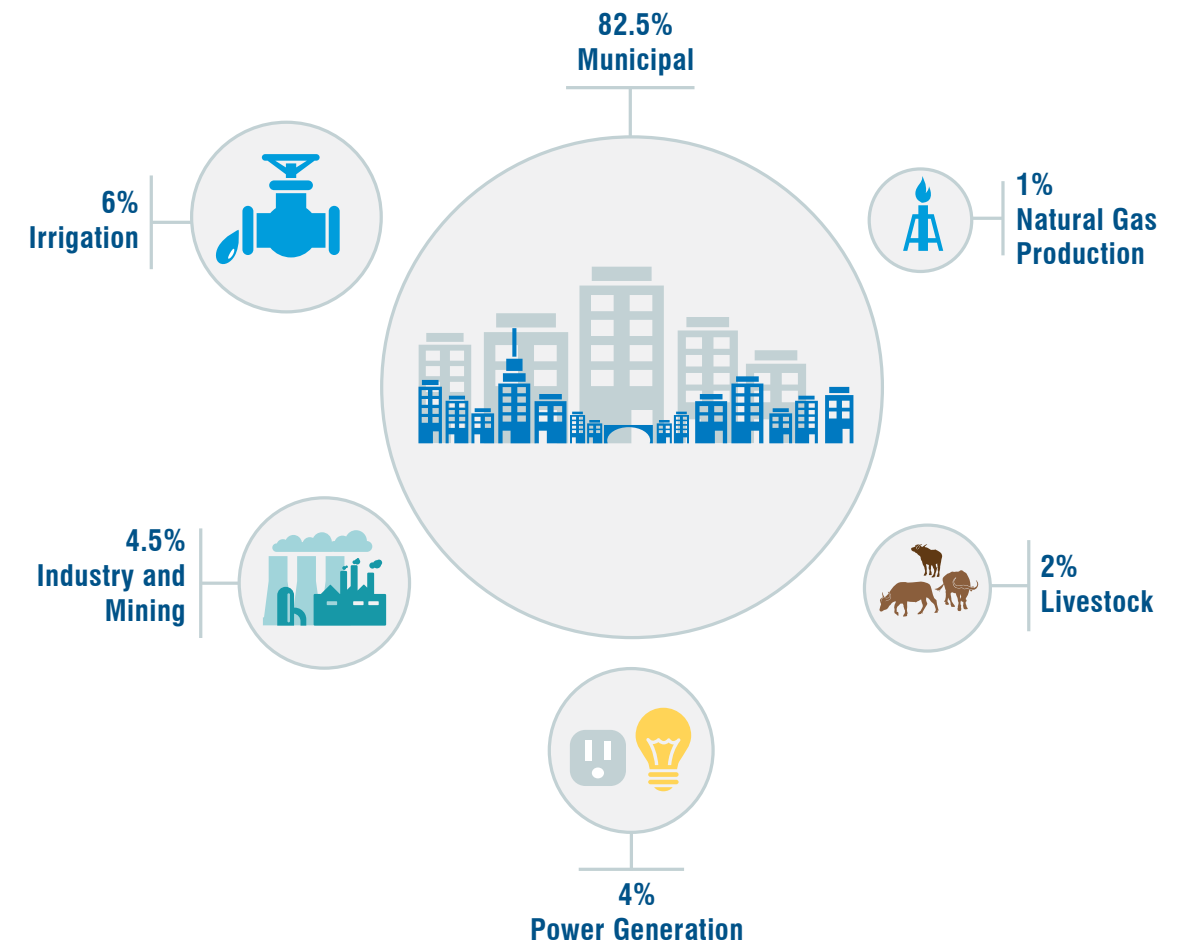 82.5%
Municipal
6%
Irrigation
1%
Natural Gas
Production
4.5%
Industry and
Mining
2%
Livestock
4%
Power Generation